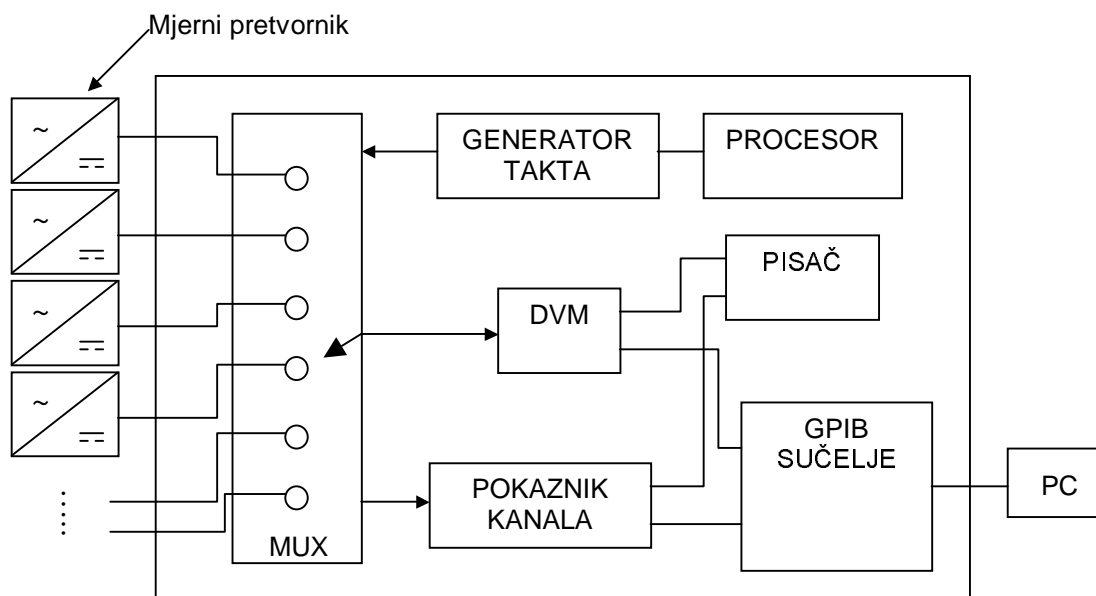 Mjerni pretvornik
~
~
~
~
GENERATOR
TAKTA
PROCESOR
PISAČ
DVM
GPIB
SUČELJE
POKAZNIK
KANALA
PC
MUX